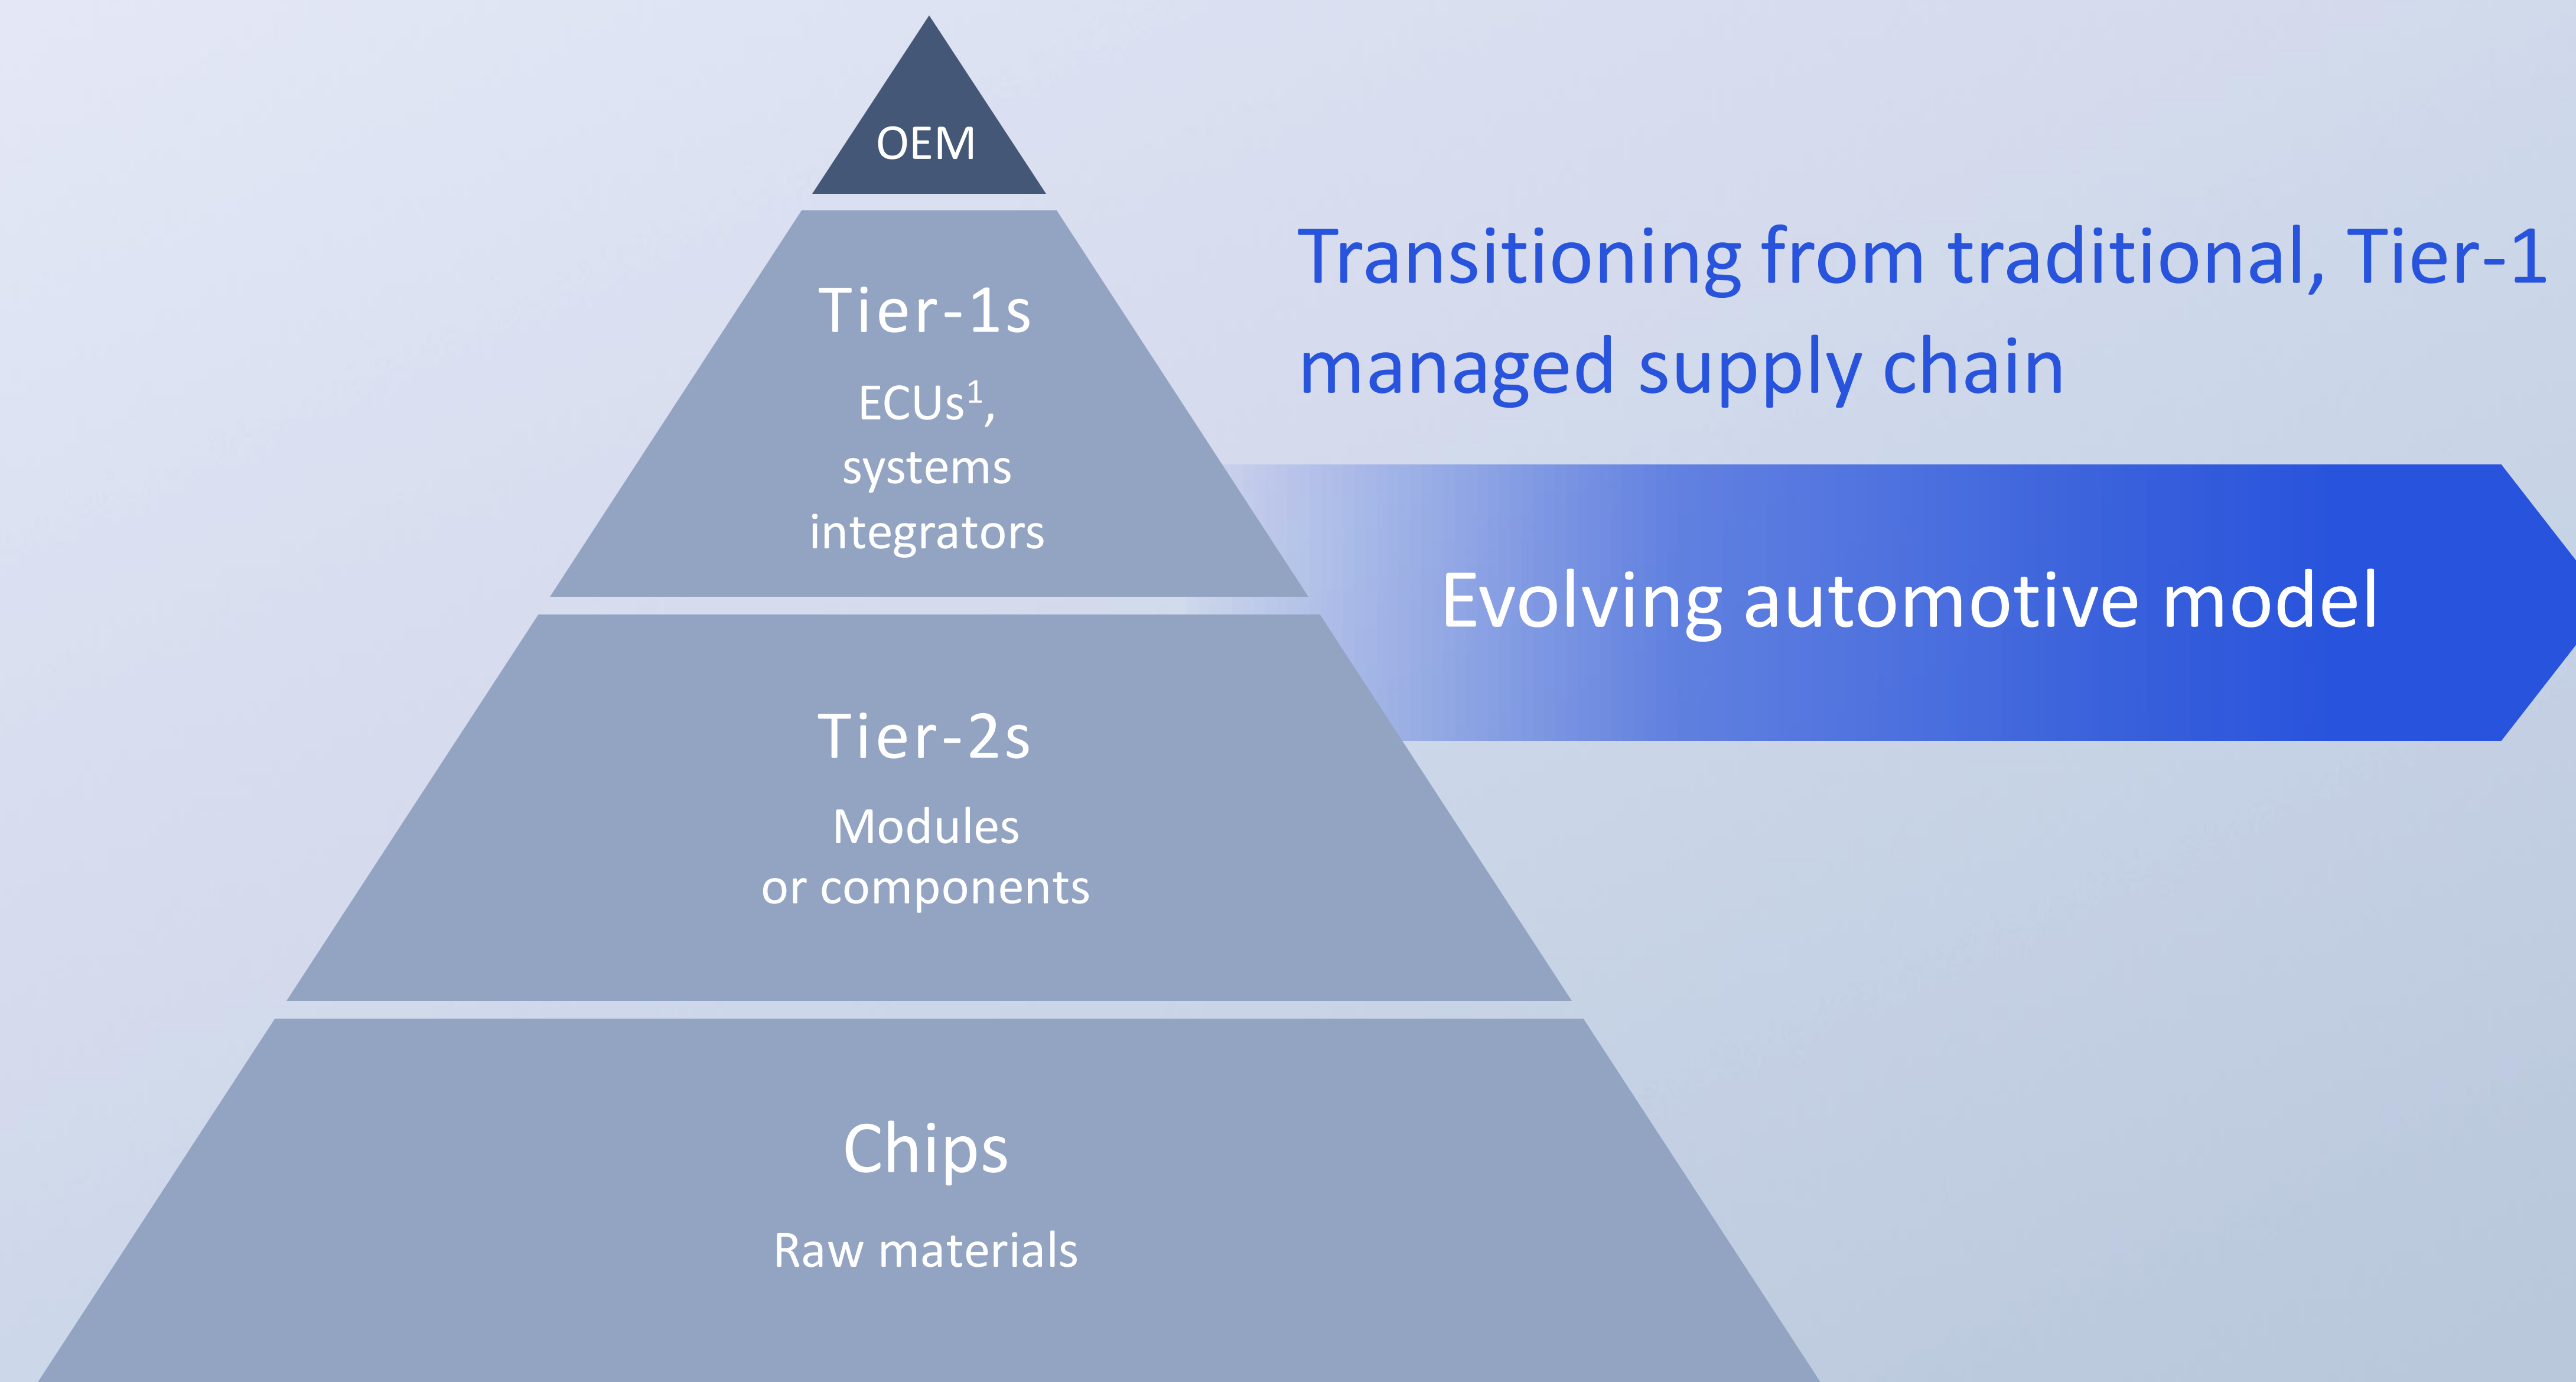 OEM
Tier-1s
ECUs¹,
systems
integrators
Transitioning from traditional, Tier-1
managed supply chain
Evolving automotive model
Tier-2s
Modules
or components
Chips
Raw materials